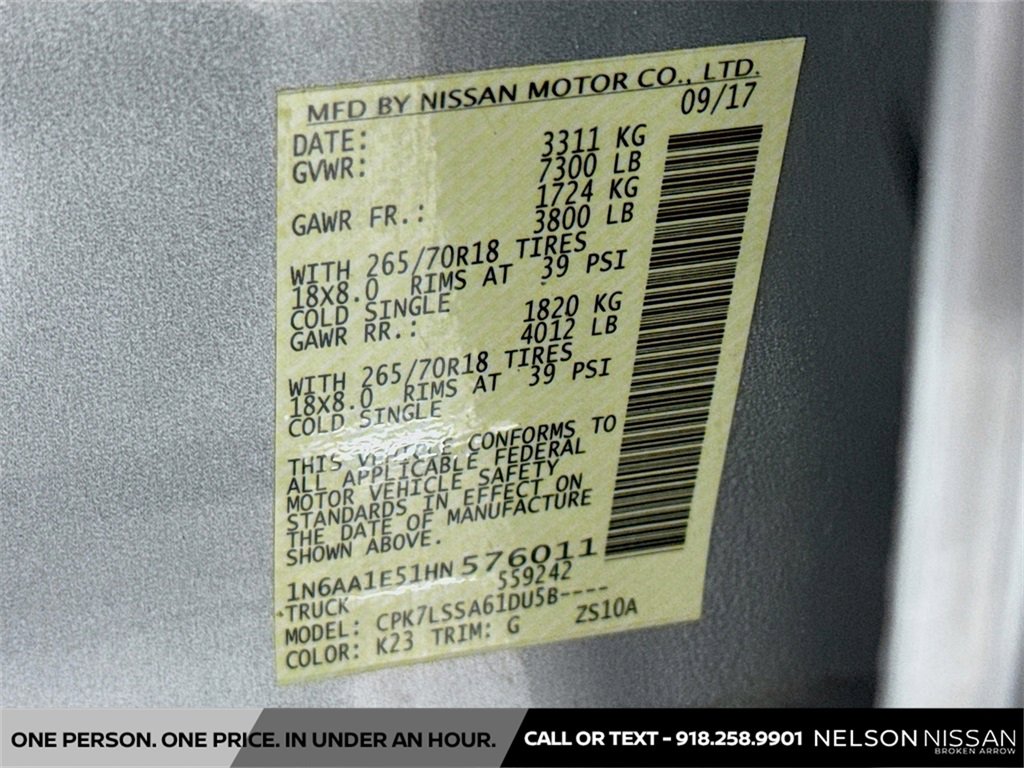 MFD BY NISSAN MOTOR CO., LTD.
DATE: 09/17
GVWR: 3311 KG
7300 LB
GAWR FR.: 1724 KG
3800 LB
WITH 265/70R18 TIRES
18X8.0 RIMS AT 39 PSI
COLD SINGLE
GAWR RR.: 1820 KG
4012 LB
WITH 265/70R18 TIRES
18X8.0 RIMS AT 39 PSI
COLD SINGLE
THIS VEHICLE CONFORMS TO
ALL APPLICABLE FEDERAL
MOTOR VEHICLE SAFETY
STANDARDS IN EFFECT ON
THE DATE OF MANUFACTURE
SHOWN ABOVE.
1N6AA1E51HN576011
TRUCK 559242
MODEL: CPK7LSSA61DU5B----
COLOR: K23 TRIM: G ZS10A
ONE PERSON. ONE PRICE. IN UNDER AN HOUR.
CALL OR TEXT - 918.258.9901
NELSON NISSAN
BROKEN ARROW